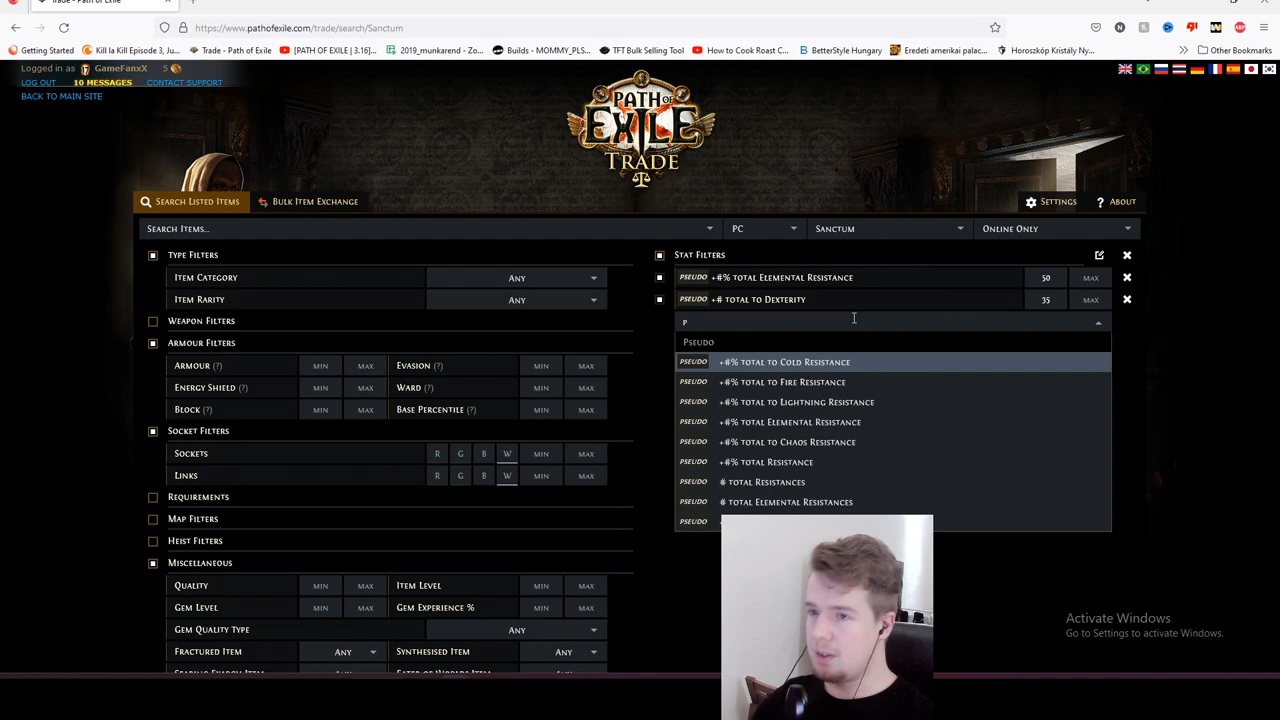 Trade - Path of Exile
https://www.pathofexile.com/trade/search/Sanctum
Getting Started Kill la Kill Episode 3, Ju... Trade - Path of Exile [PATH OF EXILE | 3.16]... 2019_munkarend - Zo... Builds - MOMMY_PLS... TFT Bulk Selling Tool How to Cook Roast C... BetterStyle Hungary Eredeti amerikai palac... Horoszkóp Kristály Ny... Other Bookmarks
Logged in as GameFanxX 5
LOG OUT 10 MESSAGES CONTACT SUPPORT
BACK TO MAIN SITE
PATH OF EXILE
TRADE
Search Listed Items Bulk Item Exchange Settings ? About
Search Items... PC Sanctum Online Only
Type Filters
Item Category Any
Item Rarity Any
Weapon Filters
Armour Filters
Armour (?) MIN MAX Evasion (?) MIN MAX
Energy Shield (?) MIN MAX Ward (?) MIN MAX
Block (?) MIN MAX Base Percentile (?) MIN MAX
Socket Filters
Sockets R G B W MIN MAX
Links R G B W MIN MAX
Requirements
Map Filters
Heist Filters
Miscellaneous
Quality MIN MAX Item Level MIN MAX
Gem Level MIN MAX Gem Experience % MIN MAX
Gem Quality Type Any
Fractured Item Any Synthesised Item Any
Searing Exarch Item Eater of Worlds Item
Stat Filters
PSEUDO +#% total Elemental Resistance 50 MAX
PSEUDO +# total to Dexterity 35 MAX
P
Pseudo
PSEUDO +#% total to Cold Resistance
PSEUDO +#% total to Fire Resistance
PSEUDO +#% total to Lightning Resistance
PSEUDO +#% total Elemental Resistance
PSEUDO +#% total to Chaos Resistance
PSEUDO +#% total Resistance
PSEUDO # total Resistances
PSEUDO # total Elemental Resistances
PSEUDO
Activate Windows
Go to Settings to activate Windows.